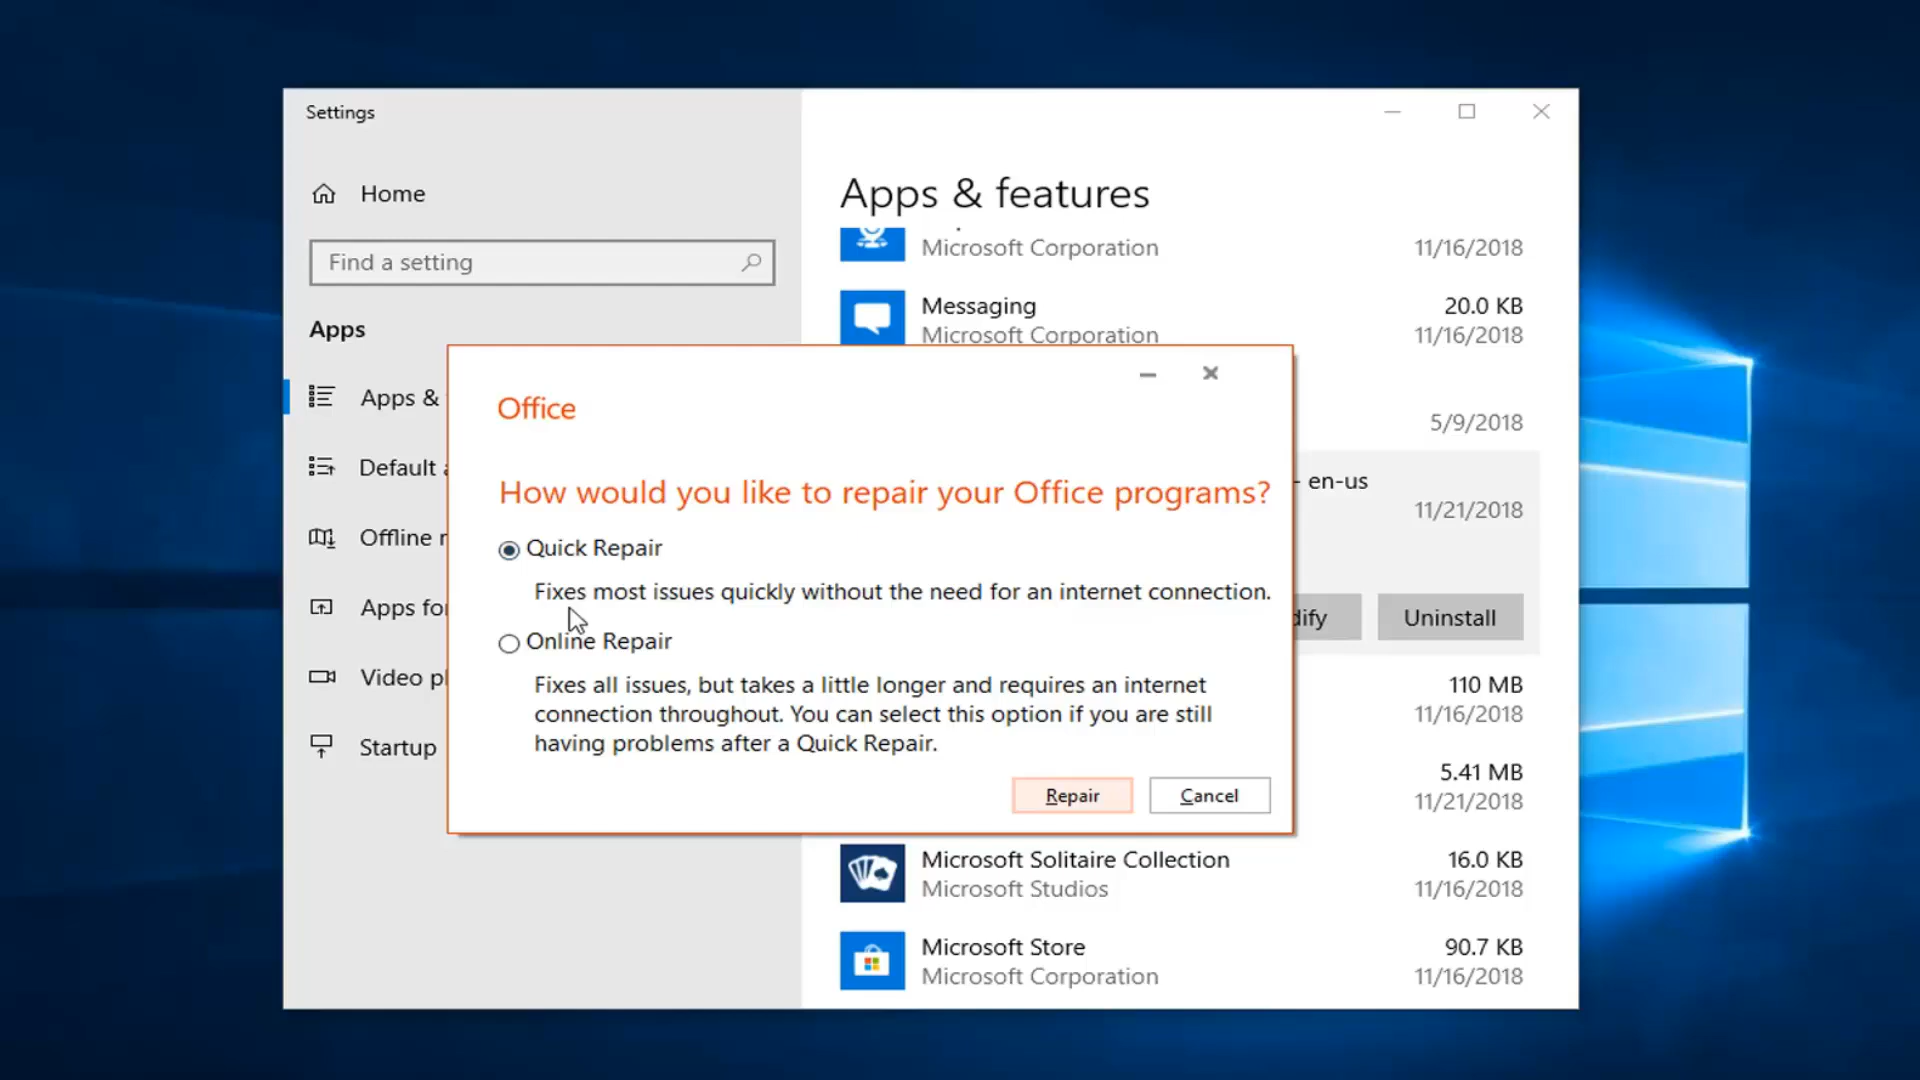 Settings
Home
Find a setting
Apps
Apps &
Default
Offline
Apps
Video
Startup
Apps & features
Microsoft Corporation
11/16/2018
Messaging
20.0 KB
Microsoft Corporation
11/16/2018
5/9/2018
- en-us
11/21/2018
Uninstall
110 MB
11/16/2018
5.41 MB
11/21/2018
Microsoft Solitaire Collection
16.0 KB
Microsoft Studios
11/16/2018
Microsoft Store
90.7 KB
Microsoft Corporation
11/16/2018
Office
How would you like to repair your Office programs?
Quick Repair
Fixes most issues quickly without the need for an internet connection.
Online Repair
Fixes all issues, but takes a little longer and requires an internet
connection throughout. You can select this option if you are still
having problems after a Quick Repair.
Repair
Cancel